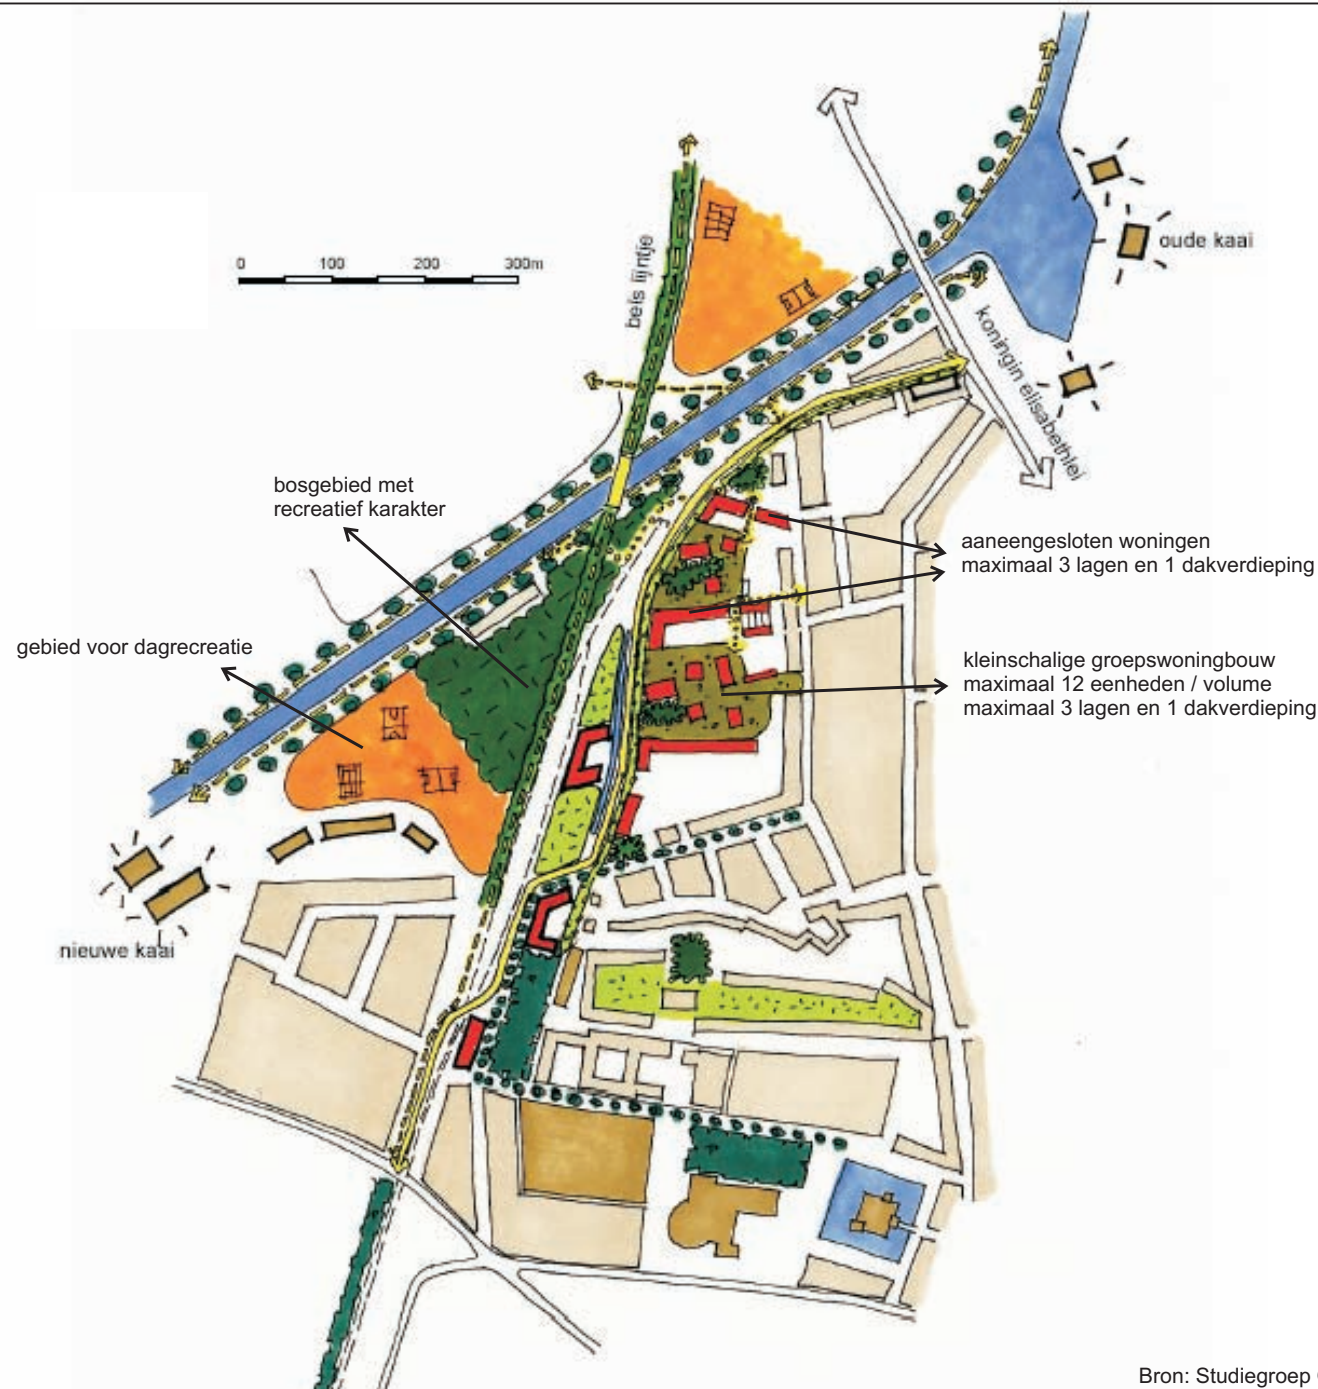 oude kaai
bels lijntje
0 100 200 300m
koningin elisabethlei
bosgebied met
recreatief karakter
aaneengesloten woningen
maximaal 3 lagen en 1 dakverdieping
gebied voor dagrecreatie
kleinschalige groepswoningbouw
maximaal 12 eenheden / volume
maximaal 3 lagen en 1 dakverdieping
nieuwe kaai
Bron: Studiegroep